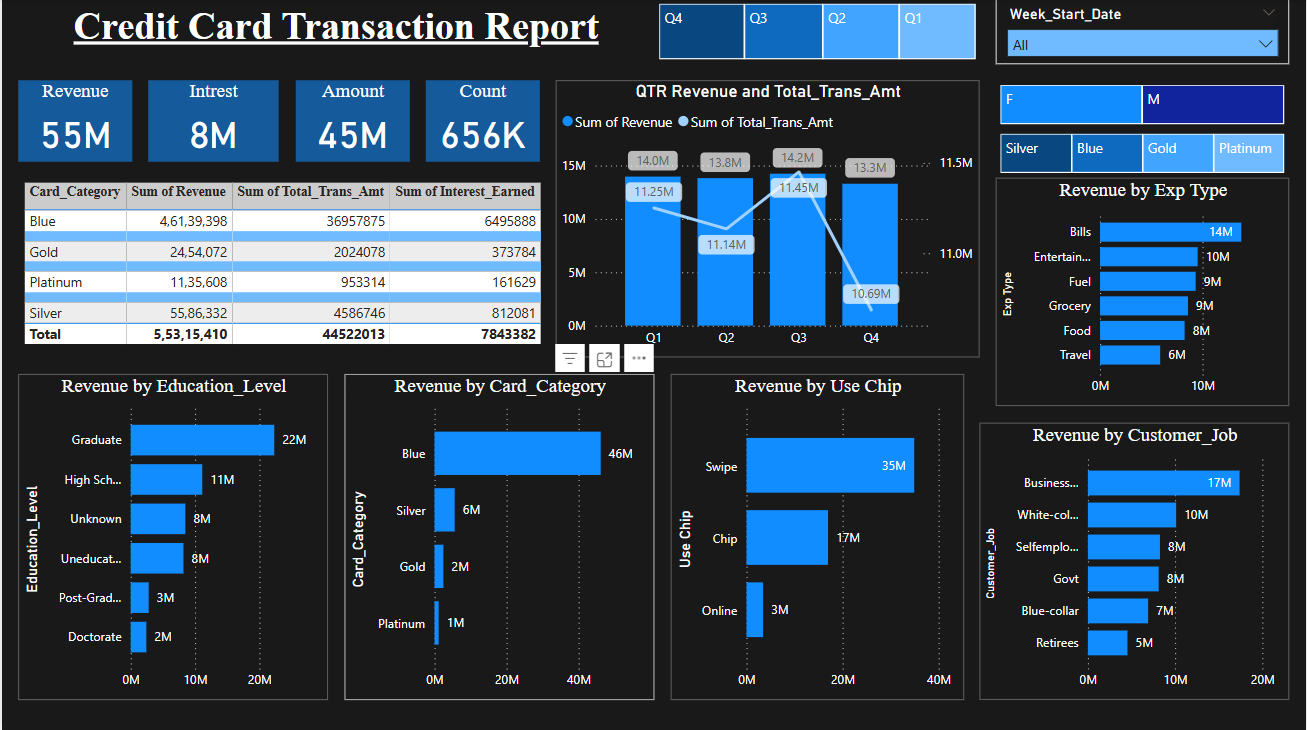 Credit Card Transaction Report
Q4 Q3 Q2 Q1
Week_Start_Date
All
Revenue
55M
Intrest
8M
Amount
45M
Count
656K
F M
Silver Blue Gold Platinum
Card_Category Sum of Revenue Sum of Total_Trans_Amt Sum of Interest_Earned
Blue 4,61,39,398 36957875 6495888
Gold 24,54,072 2024078 373784
Platinum 11,35,608 953314 161629
Silver 55,86,332 4586746 812081
Total 5,53,15,410 44522013 7843382
QTR Revenue and Total_Trans_Amt
Sum of Revenue Sum of Total_Trans_Amt
15M 14.0M 13.8M 14.2M 13.3M 11.5M
11.25M 11.45M
10M 11.14M 11.0M
5M 10.69M
0M
Q1 Q2 Q3 Q4
Revenue by Exp Type
Exp Type
Bills 14M
Entertain... 10M
Fuel 9M
Grocery 9M
Food 8M
Travel 6M
0M 10M
Revenue by Education_Level
Education_Level
Graduate 22M
High Sch... 11M
Unknown 8M
Uneducat... 8M
Post-Grad... 3M
Doctorate 2M
0M 10M 20M
Revenue by Card_Category
Card_Category
Blue 46M
Silver 6M
Gold 2M
Platinum 1M
0M 20M 40M
Revenue by Use Chip
Use Chip
Swipe 35M
Chip 17M
Online 3M
0M 20M 40M
Revenue by Customer_Job
Customer_Job
Business... 17M
White-col... 10M
Selfemplo... 8M
Govt 8M
Blue-collar 7M
Retirees 5M
0M 10M 20M